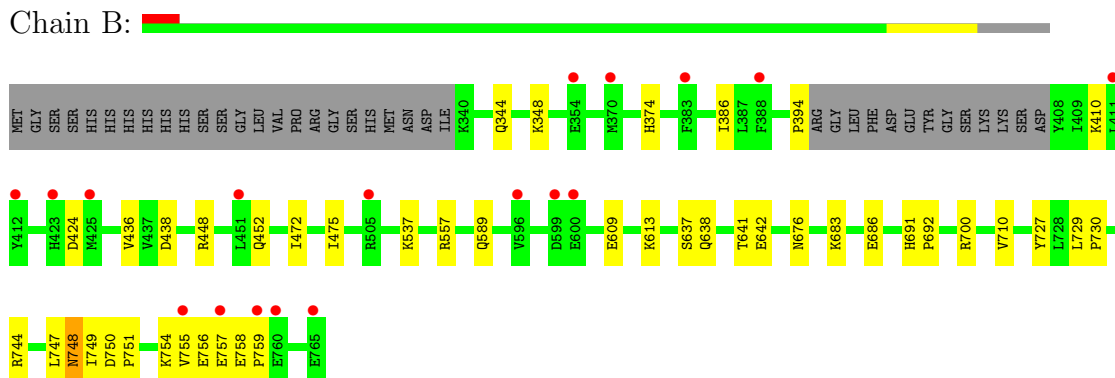 Chain B:
MET GLY SER SER HIS HIS HIS HIS HIS HIS SER SER GLY LEU VAL PRO ARG GLY SER HIS MET ASN ASP ILE K340 Q344 K348 E354 M370 H374 F383 I386 L387 F388 P394 ARG GLY LEU PHE ASP GLU TYR GLY SER LYS LYS SER ASP Y408 I409 K410
Y412 H423 D424 M425 V436 V437 D438 R448 L451 Q452 I472 I475 R505 K537 R557 Q589 V596 D599 E600 E609 K613 S637 Q638 T641 E642 N676 K683 E686 H691 P692 R700 V710 Y727 L728 L729 P730
R744 L747 N748 I749 D750 P751 K754 V755 E756 E757 E758 P759 E760 E765